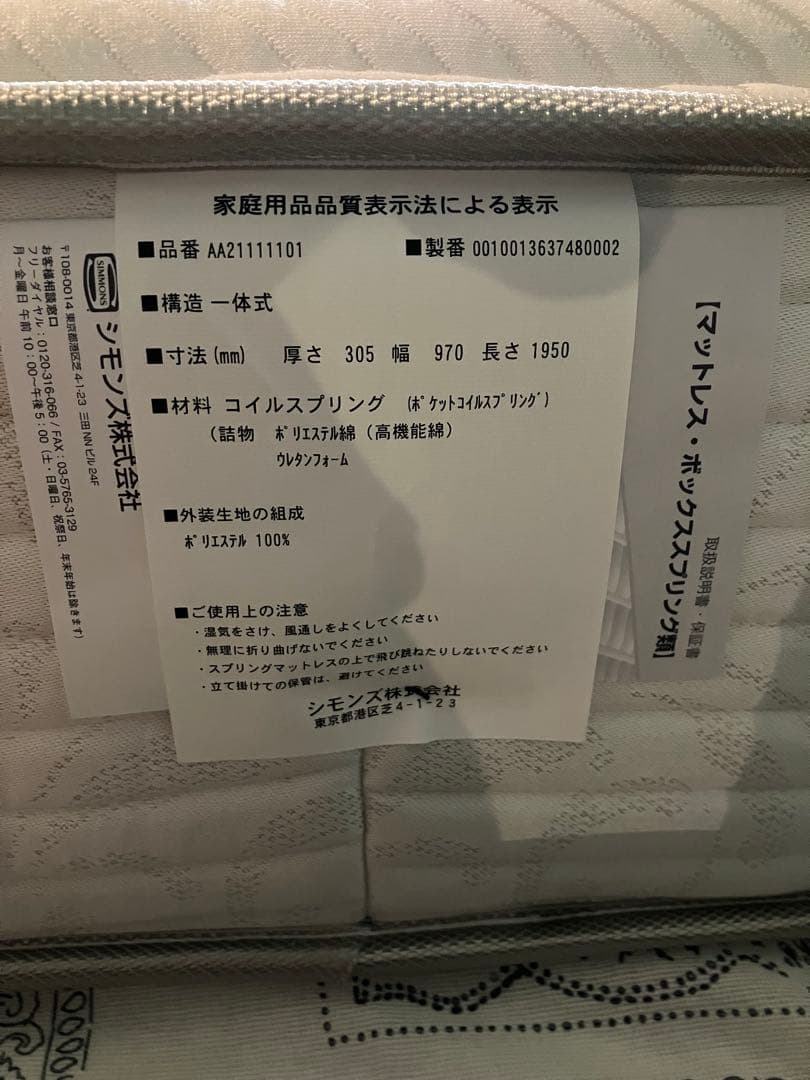 家庭用品品質表示法による表示
■品番 AA21111101 ■製番 0010013637480002
■構造 一体式
■寸法(mm) 厚さ 305 幅 970 長さ 1950
■材料 コイルスプリング (ﾎﾟｹｯﾄｺｲﾙｽﾌﾟﾘﾝｸﾞ)
(詰物 ﾎﾟﾘｴｽﾃﾙ綿(高機能綿)
ｳﾚﾀﾝﾌｫｰﾑ
■外装生地の組成
ﾎﾟﾘｴｽﾃﾙ 100%
■ご使用上の注意
・湿気をさけ、風通しをよくしてください
・無理に折り曲げないでください
・スプリングマットレスの上で飛び跳ねたりしないでください
・立て掛けての保管は、避けてください
シモンズ株式会社
東京都港区芝4-1-23
SIMMONS
シモンズ株式会社
〒108-0014 東京都港区芝 4-1-23 三田 NN ビル 24F
お客様相談窓口
フリーダイヤル:0120-316-066 / FAX:03-5765-3129
月～金曜日 午前 10:00～午後 5:00 (土・日曜日、祝祭日、年末年始は除きます)
取扱説明書・保証書
【マットレス・ボックススプリング類】